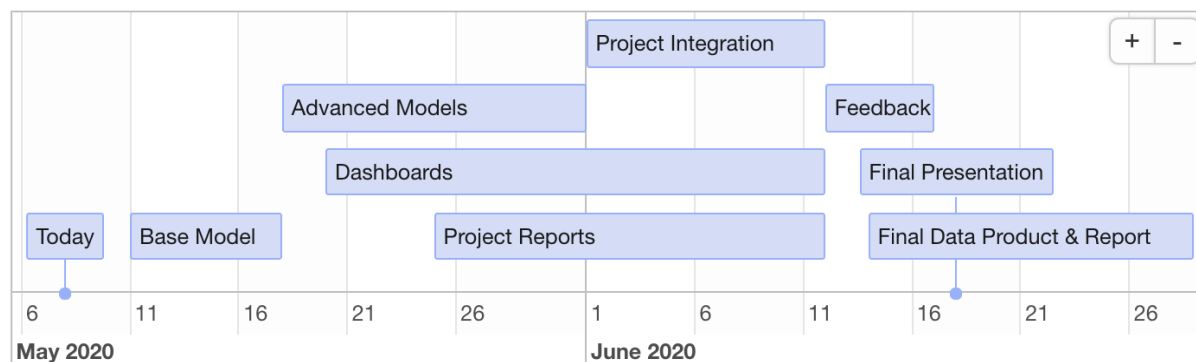 Project Integration
+ -
Advanced Models
Feedback
Dashboards
Final Presentation
Today
Base Model
Project Reports
Final Data Product & Report
6 11 16 21 26 1 6 11 16 21 26
May 2020
June 2020